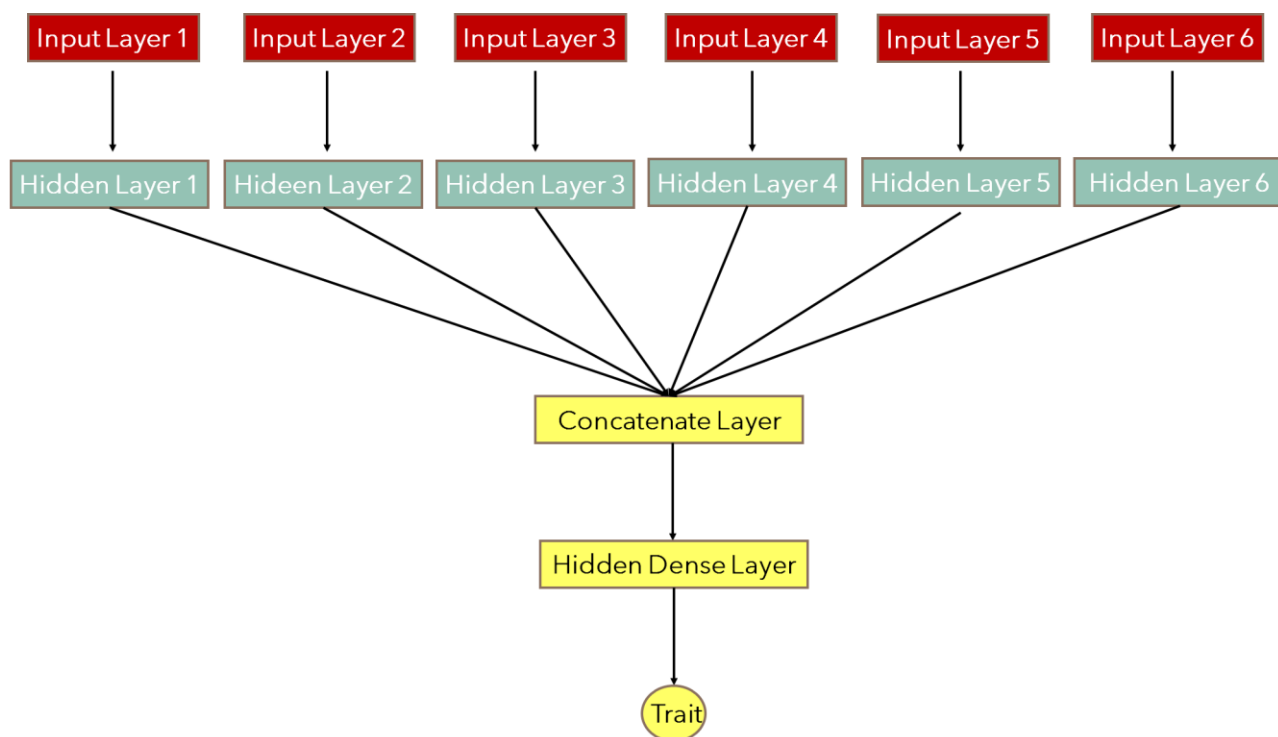 Input Layer 1
Input Layer 2
Input Layer 3
Input Layer 4
Input Layer 5
Input Layer 6
Hidden Layer 1
Hideen Layer 2
Hidden Layer 3
Hidden Layer 4
Hidden Layer 5
Hidden Layer 6
Concatenate Layer
Hidden Dense Layer
Trait